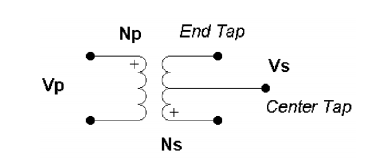 Np
End Tap
Vp
Vs
+
Center Tap
+
Ns